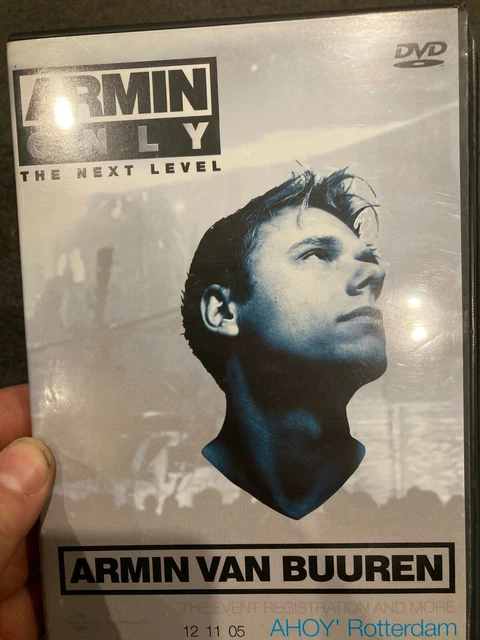 DVD
ARMIN
ONLY
THE NEXT LEVEL
ARMIN VAN BUUREN
THE EVENT REGISTRATION AND MORE
12 11 05 AHOY' Rotterdam